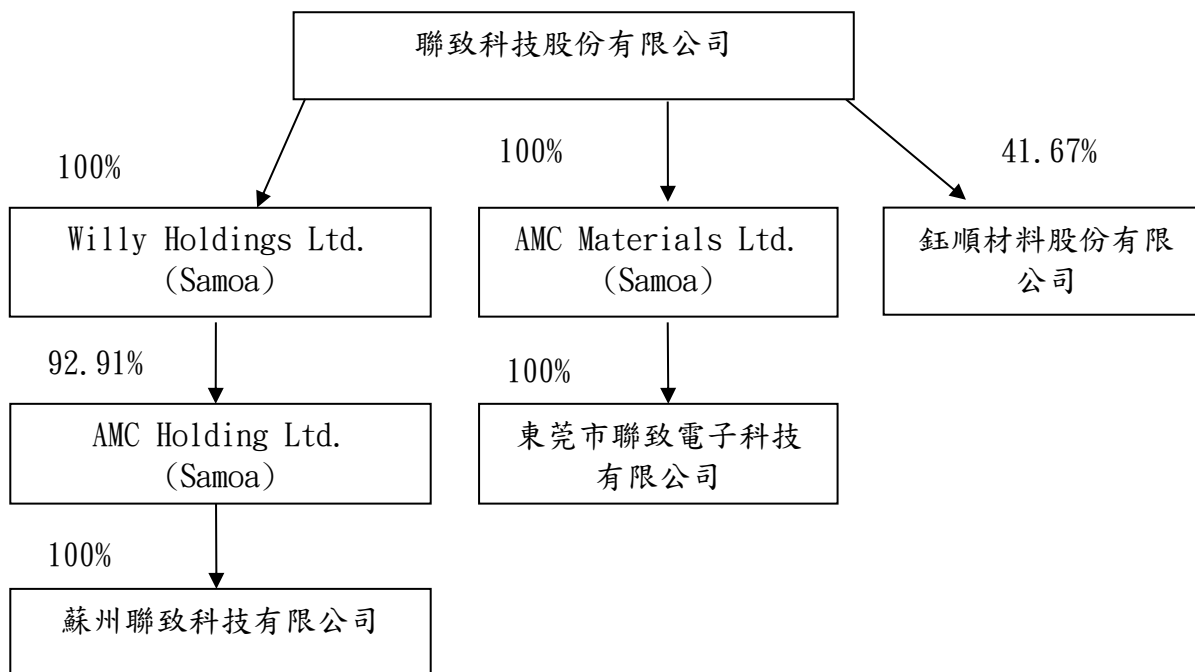 聯致科技股份有限公司
100%
100%
41.67%
Willy Holdings Ltd.
(Samoa)
AMC Materials Ltd.
(Samoa)
鈺順材料股份有限
公司
92.91%
100%
AMC Holding Ltd.
(Samoa)
東莞市聯致電子科技
有限公司
100%
蘇州聯致科技有限公司